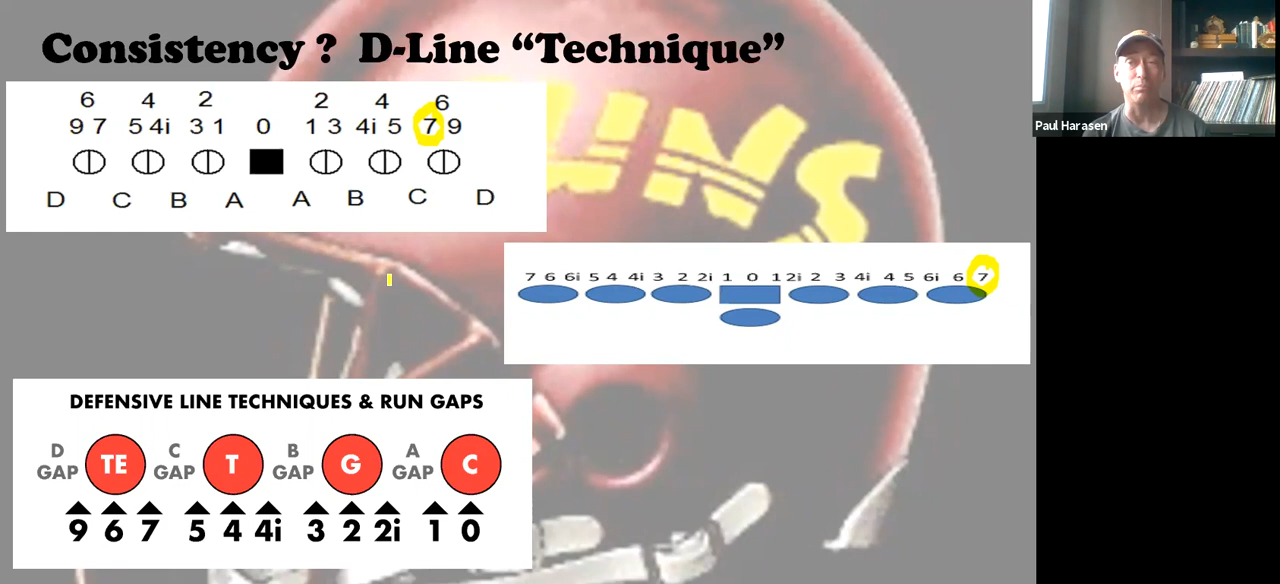 Consistency ? D-Line “Technique”
6 4 2 2 4 6
9 7 5 4i 3 1 0 1 3 4i 5 7 9
D C B A A B C D
UNS
7 6 6i 5 4 4i 3 2 2i 1 0 1 2i 2 3 4i 4 5 6i 6 7
DEFENSIVE LINE TECHNIQUES & RUN GAPS
D GAP TE C GAP T B GAP G A GAP C
9 6 7 5 4 4i 3 2 2i 1 0
Paul Harasen